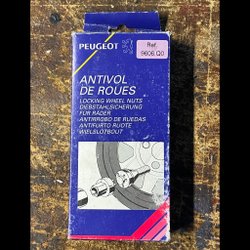 PEUGEOT
Ref.
9606.Q0
ANTIVOL
DE ROUES
LOCKING WHEEL NUTS
DIEBSTAHLSICHERUNG
FÜR RÄDER
ANTIRROBO DE RUEDAS
ANTIFURTO RUOTE
WIELSLOTBOUT